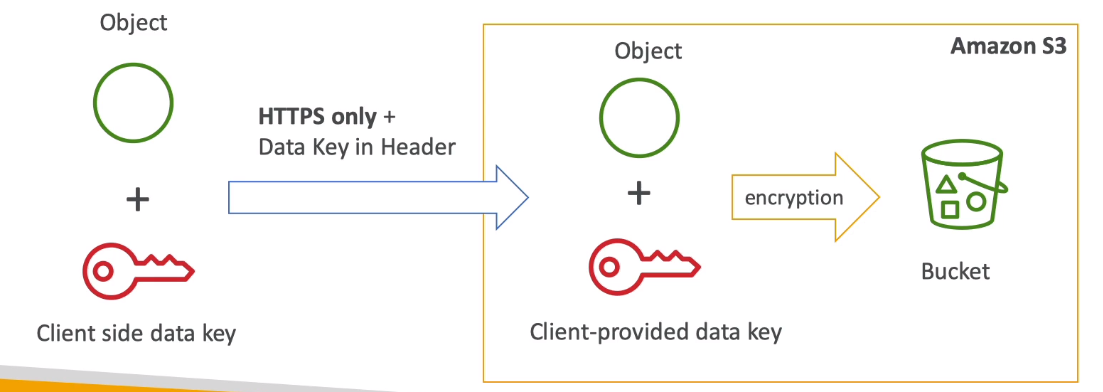 Object
HTTPS only +
Data Key in Header
Client side data key
Amazon S3
Object
encryption
Client-provided data key
Bucket